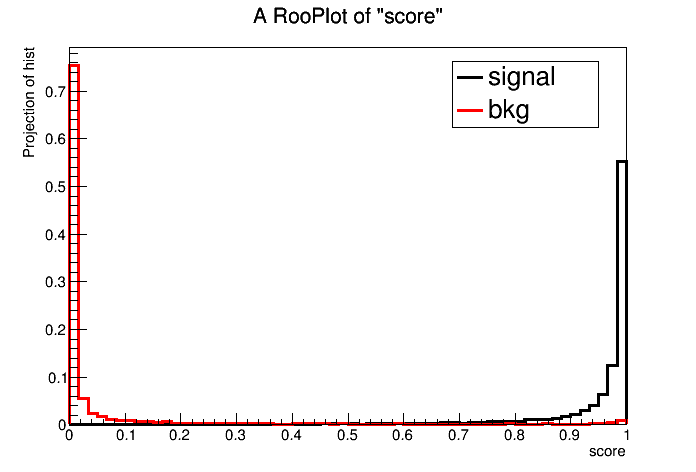 A RooPlot of "score"
Projection of hist
signal
bkg
0.7
0.6
0.5
0.4
0.3
0.2
0.1
0
0 0.1 0.2 0.3 0.4 0.5 0.6 0.7 0.8 0.9 1
score